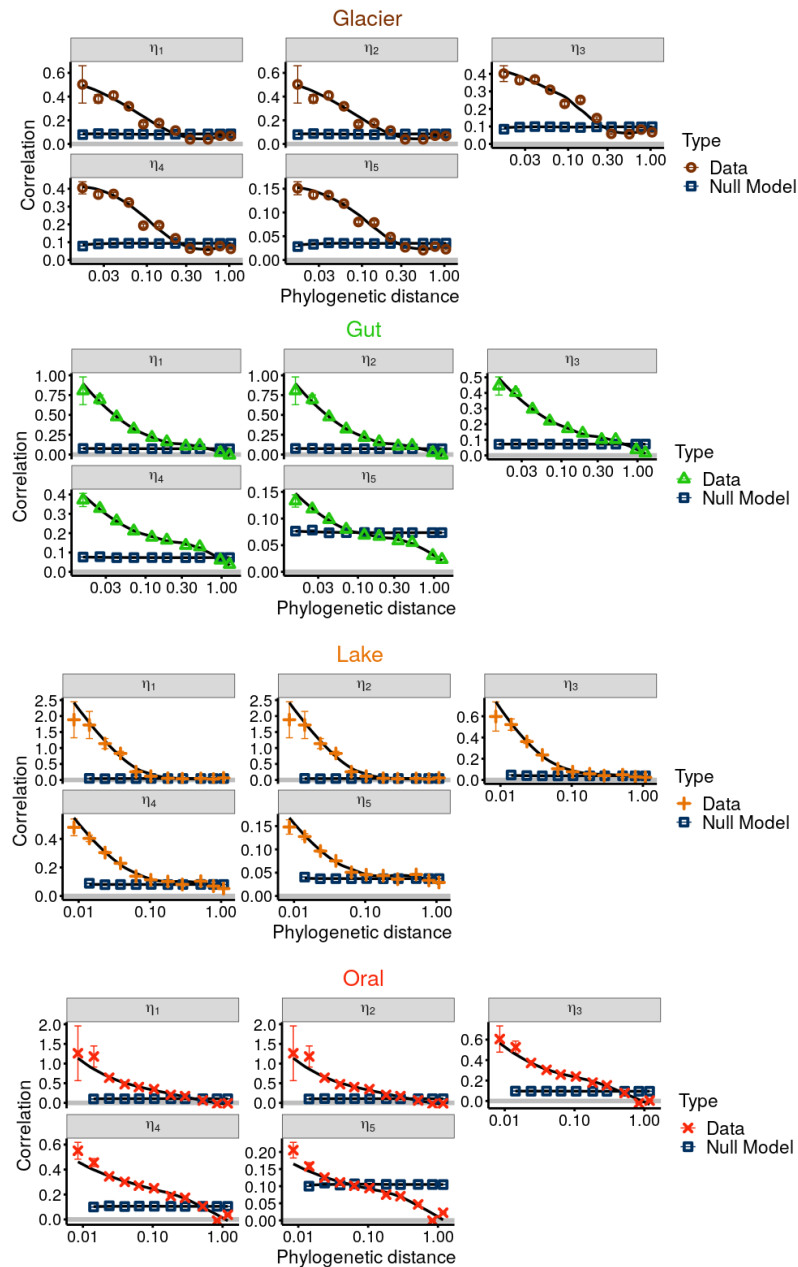 Glacier
η1 η2 η3
0.6 0.6 0.4
0.4 0.4 0.3
0.2 0.2 0.2
0.1
0.0 0.0 0.0
0.03 0.10 0.30 1.00
η4 η5
0.4 0.15
0.3 0.10
0.2 0.05
0.1
0.0 0.00
0.03 0.10 0.30 1.00 0.03 0.10 0.30 1.00
Correlation
Phylogenetic distance
Type
Data
Null Model
Gut
η1 η2 η3
1.00 1.00 0.5
0.75 0.75 0.4
0.50 0.50 0.3
0.25 0.25 0.2
0.00 0.00 0.1
0.0
0.03 0.10 0.30 1.00
η4 η5
0.4 0.15
0.3 0.10
0.2 0.05
0.1
0.0 0.00
0.03 0.10 0.30 1.00 0.03 0.10 0.30 1.00
Correlation
Phylogenetic distance
Type
Data
Null Model
Lake
η1 η2 η3
2.5 2.5 0.6
2.0 2.0 0.4
1.5 1.5 0.2
1.0 1.0 0.0
0.5 0.5
0.0 0.0
0.01 0.10 1.00
η4 η5
0.4 0.15
0.2 0.10
0.0 0.05
0.00
0.01 0.10 1.00 0.01 0.10 1.00
Correlation
Phylogenetic distance
Type
Data
Null Model
Oral
η1 η2 η3
2.0 2.0 0.6
1.5 1.5 0.4
1.0 1.0 0.2
0.5 0.5 0.0
0.0 0.0
0.01 0.10 1.00
η4 η5
0.6 0.20
0.4 0.15
0.2 0.10
0.0 0.05
0.00
0.01 0.10 1.00 0.01 0.10 1.00
Correlation
Phylogenetic distance
Type
Data
Null Model